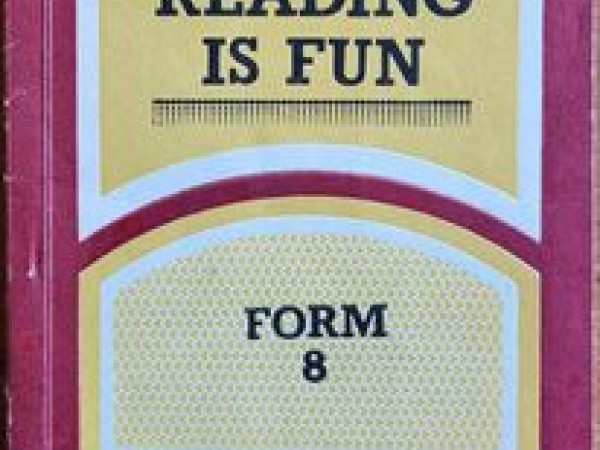 READING
IS FUN
FORM
8